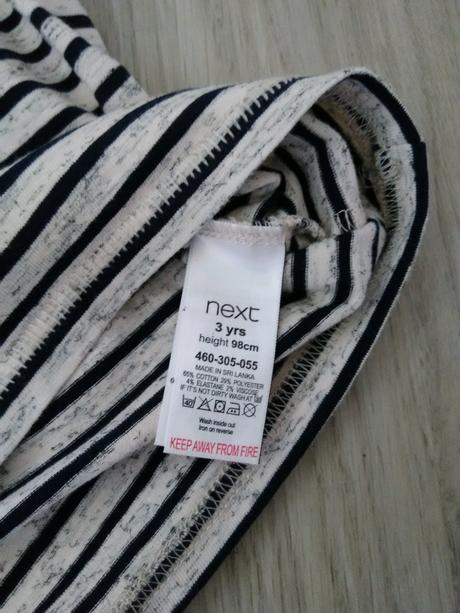 next
3 yrs
height 98cm
460-305-055
MADE IN SRI LANKA
65% COTTON 29% POLYESTER
4% ELASTANE 2% VISCOSE
IF IT'S NOT DIRTY WASH AT
40
Wash inside out
iron on reverse
KEEP AWAY FROM FIRE